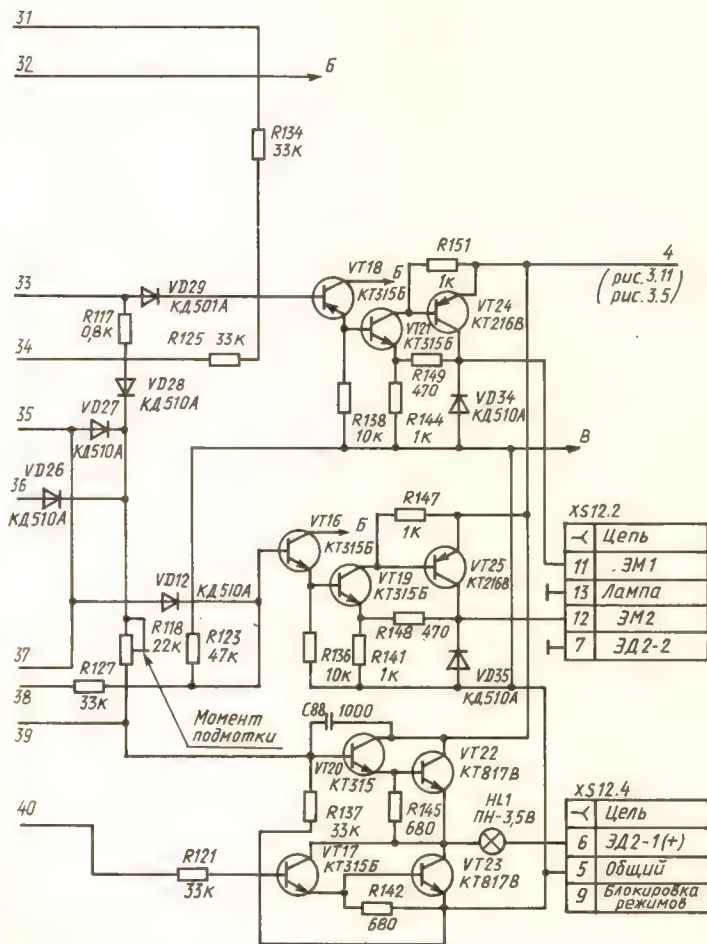 31
32
Б
R134
33к
R151
1к
4
(рис.3.11
рис.3.5)
33
VD29
КД501А
VT18
КТ315Б
Б
VT24
КТ216В
R117
0,8к
34
R125 33к
VT21
КТ315Б
R149
470
VD28
КД510А
R138
10к
R144
1к
VD34
КД510А
35
VD27
КД510А
В
VD26
36
КД510А
VT16
КТ315Б
Б
R147
1к
VT25
КТ216В
XS12.2
Цепь
11 .ЭМ1
13 Лампа
12 ЭМ2
7 ЭД2-2
VD12
КД510А
VT19
КТ315Б
R148 470
R118
22к
R123
47к
R136
10к
R141
1к
VD35
КД510А
37
R127
33к
38
39
Момент
подмотки
C88 1000
VT20
КТ315
VT22
КТ817В
R137
33к
R145
680
HL1
ПН-3,5В
XS12.4
Цепь
6 ЭД2-1(+)
5 Общий
9 Блокировка
режимов
40
R121
33к
VT17
КТ315Б
VT23
КТ817В
R142
680